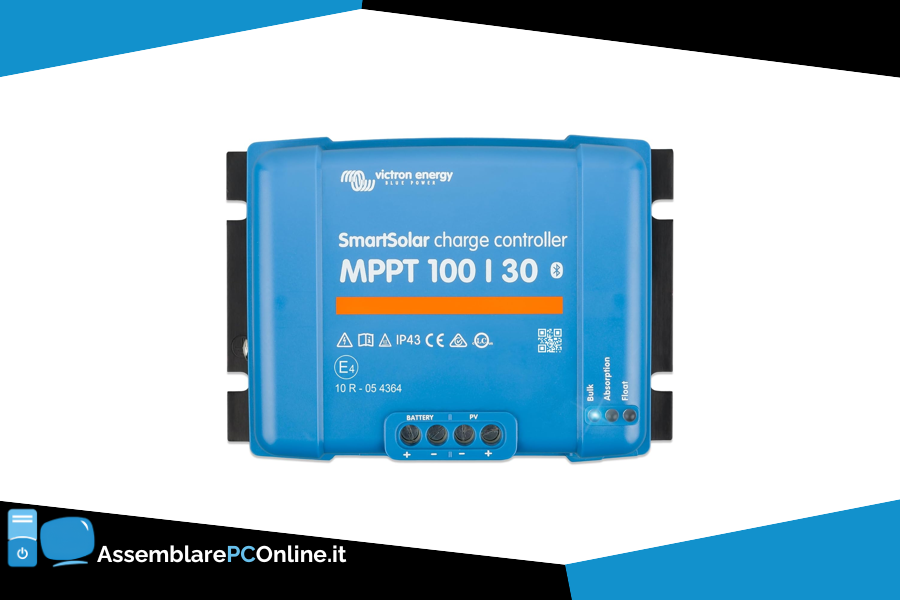 victron energy
BLUE POWER
SmartSolar charge controller
MPPT 100 | 30
IP43 CE
E4
10 R - 05 4364
Bulk
Absorption
Float
BATTERY || PV
+ - || - +
AssemblarePCOnline.it